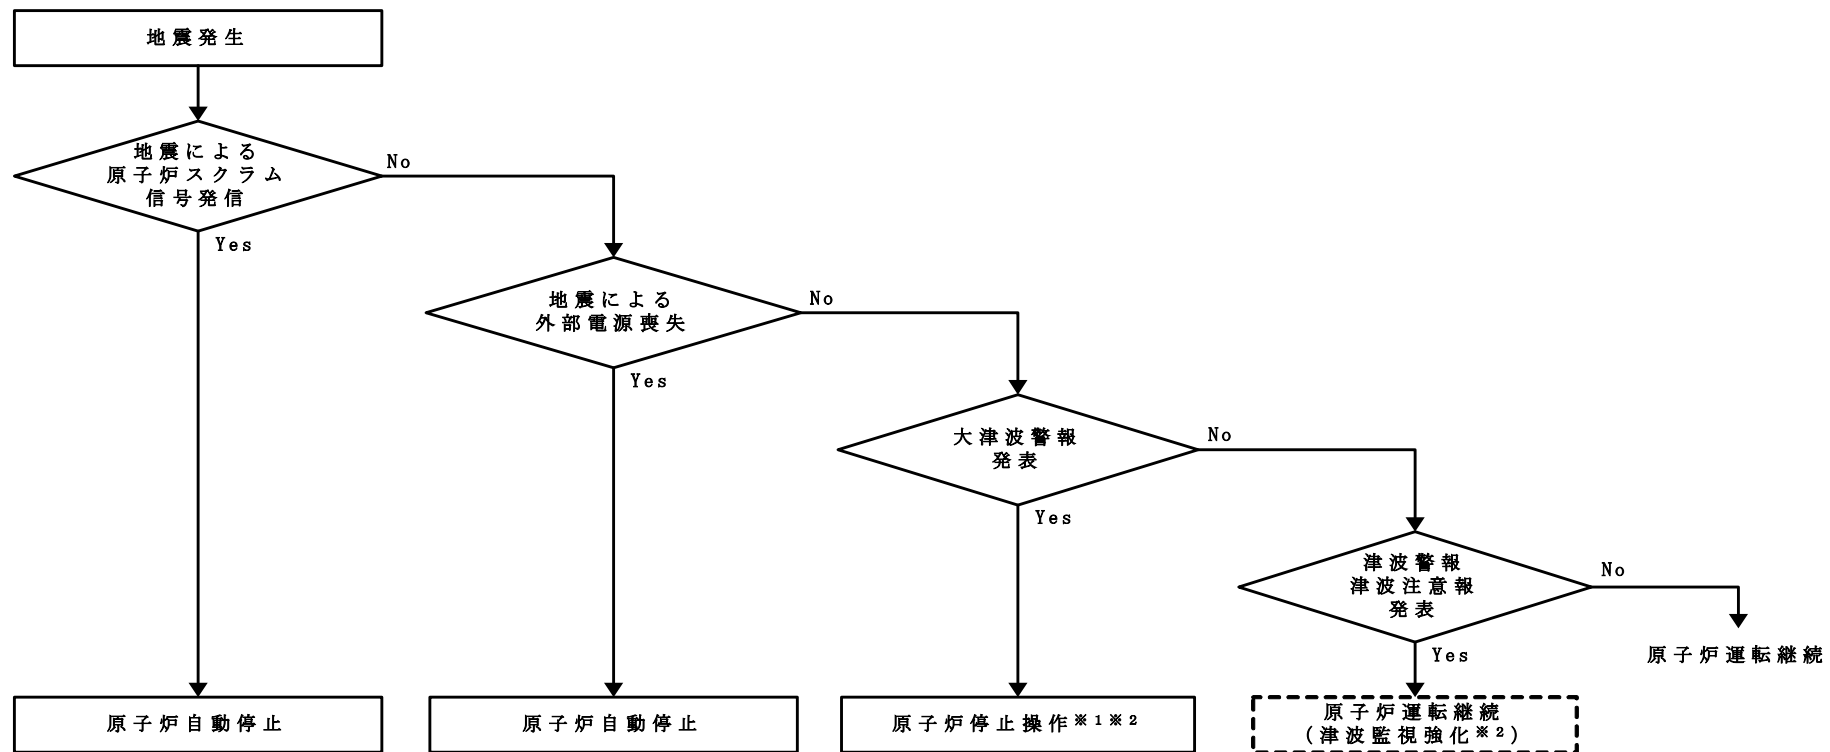 地震発生
地震による
原子炉スクラム
信号発信
No
Yes
地震による
外部電源喪失
No
Yes
大津波警報
発表
No
Yes
津波警報
津波注意報
発表
No
Yes
原子炉運転継続
原子炉自動停止
原子炉自動停止
原子炉停止操作※1※2
原子炉運転継続
(津波監視強化※2)